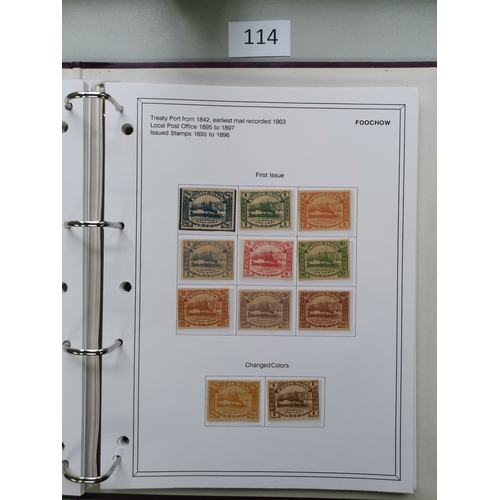 114
Treaty Port from 1842, earliest mail recorded 1863
FOOCHOW
Local Post Office 1895 to 1897
Issued Stamps 1895 to 1896
First Issue
Changed Colors